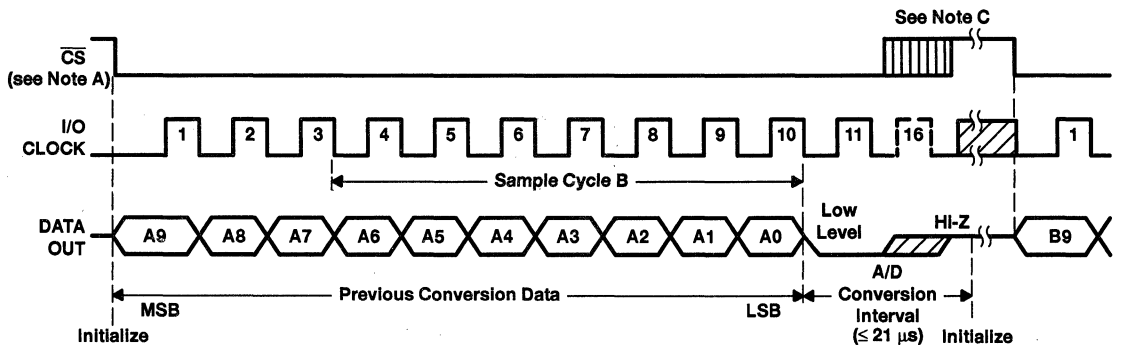 See Note C
CS
(see Note A)
I/O
CLOCK
1 2 3 4 5 6 7 8 9 10 11 16 1
Sample Cycle B
DATA
OUT
A9 A8 A7 A6 A5 A4 A3 A2 A1 A0
Low
Level
Hi-Z
B9
Previous Conversion Data
MSB
LSB
A/D
Conversion
Interval
(≤ 21 μs)
Initialize
Initialize